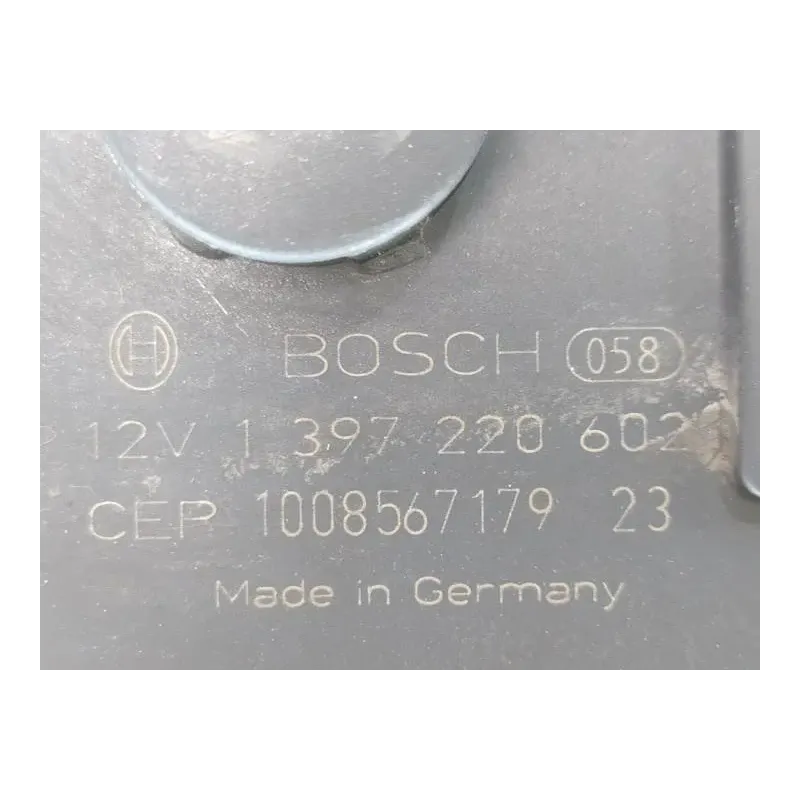 BOSCH 058
12V 1 397 220 602
CEP 1008567179 23
Made in Germany